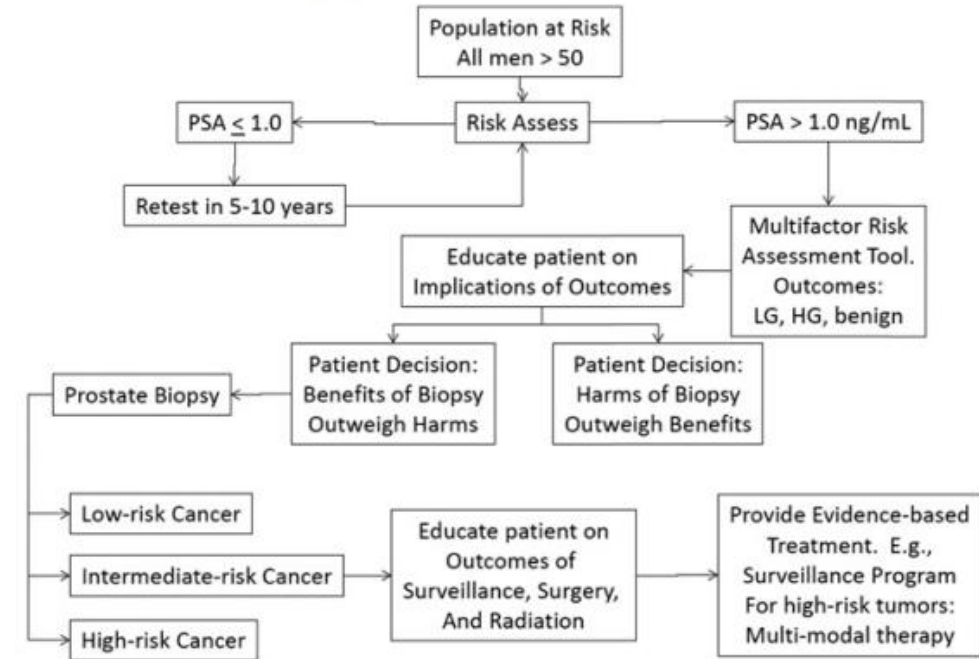 Population at Risk
All men > 50
PSA ≤ 1.0
Risk Assess
PSA > 1.0 ng/mL
Retest in 5-10 years
Multifactor Risk
Assessment Tool.
Outcomes:
LG, HG, benign
Educate patient on
Implications of Outcomes
Patient Decision:
Benefits of Biopsy
Outweigh Harms
Patient Decision:
Harms of Biopsy
Outweigh Benefits
Prostate Biopsy
Low-risk Cancer
Intermediate-risk Cancer
High-risk Cancer
Educate patient on
Outcomes of
Surveillance, Surgery,
And Radiation
Provide Evidence-based
Treatment. E.g.,
Surveillance Program
For high-risk tumors:
Multi-modal therapy